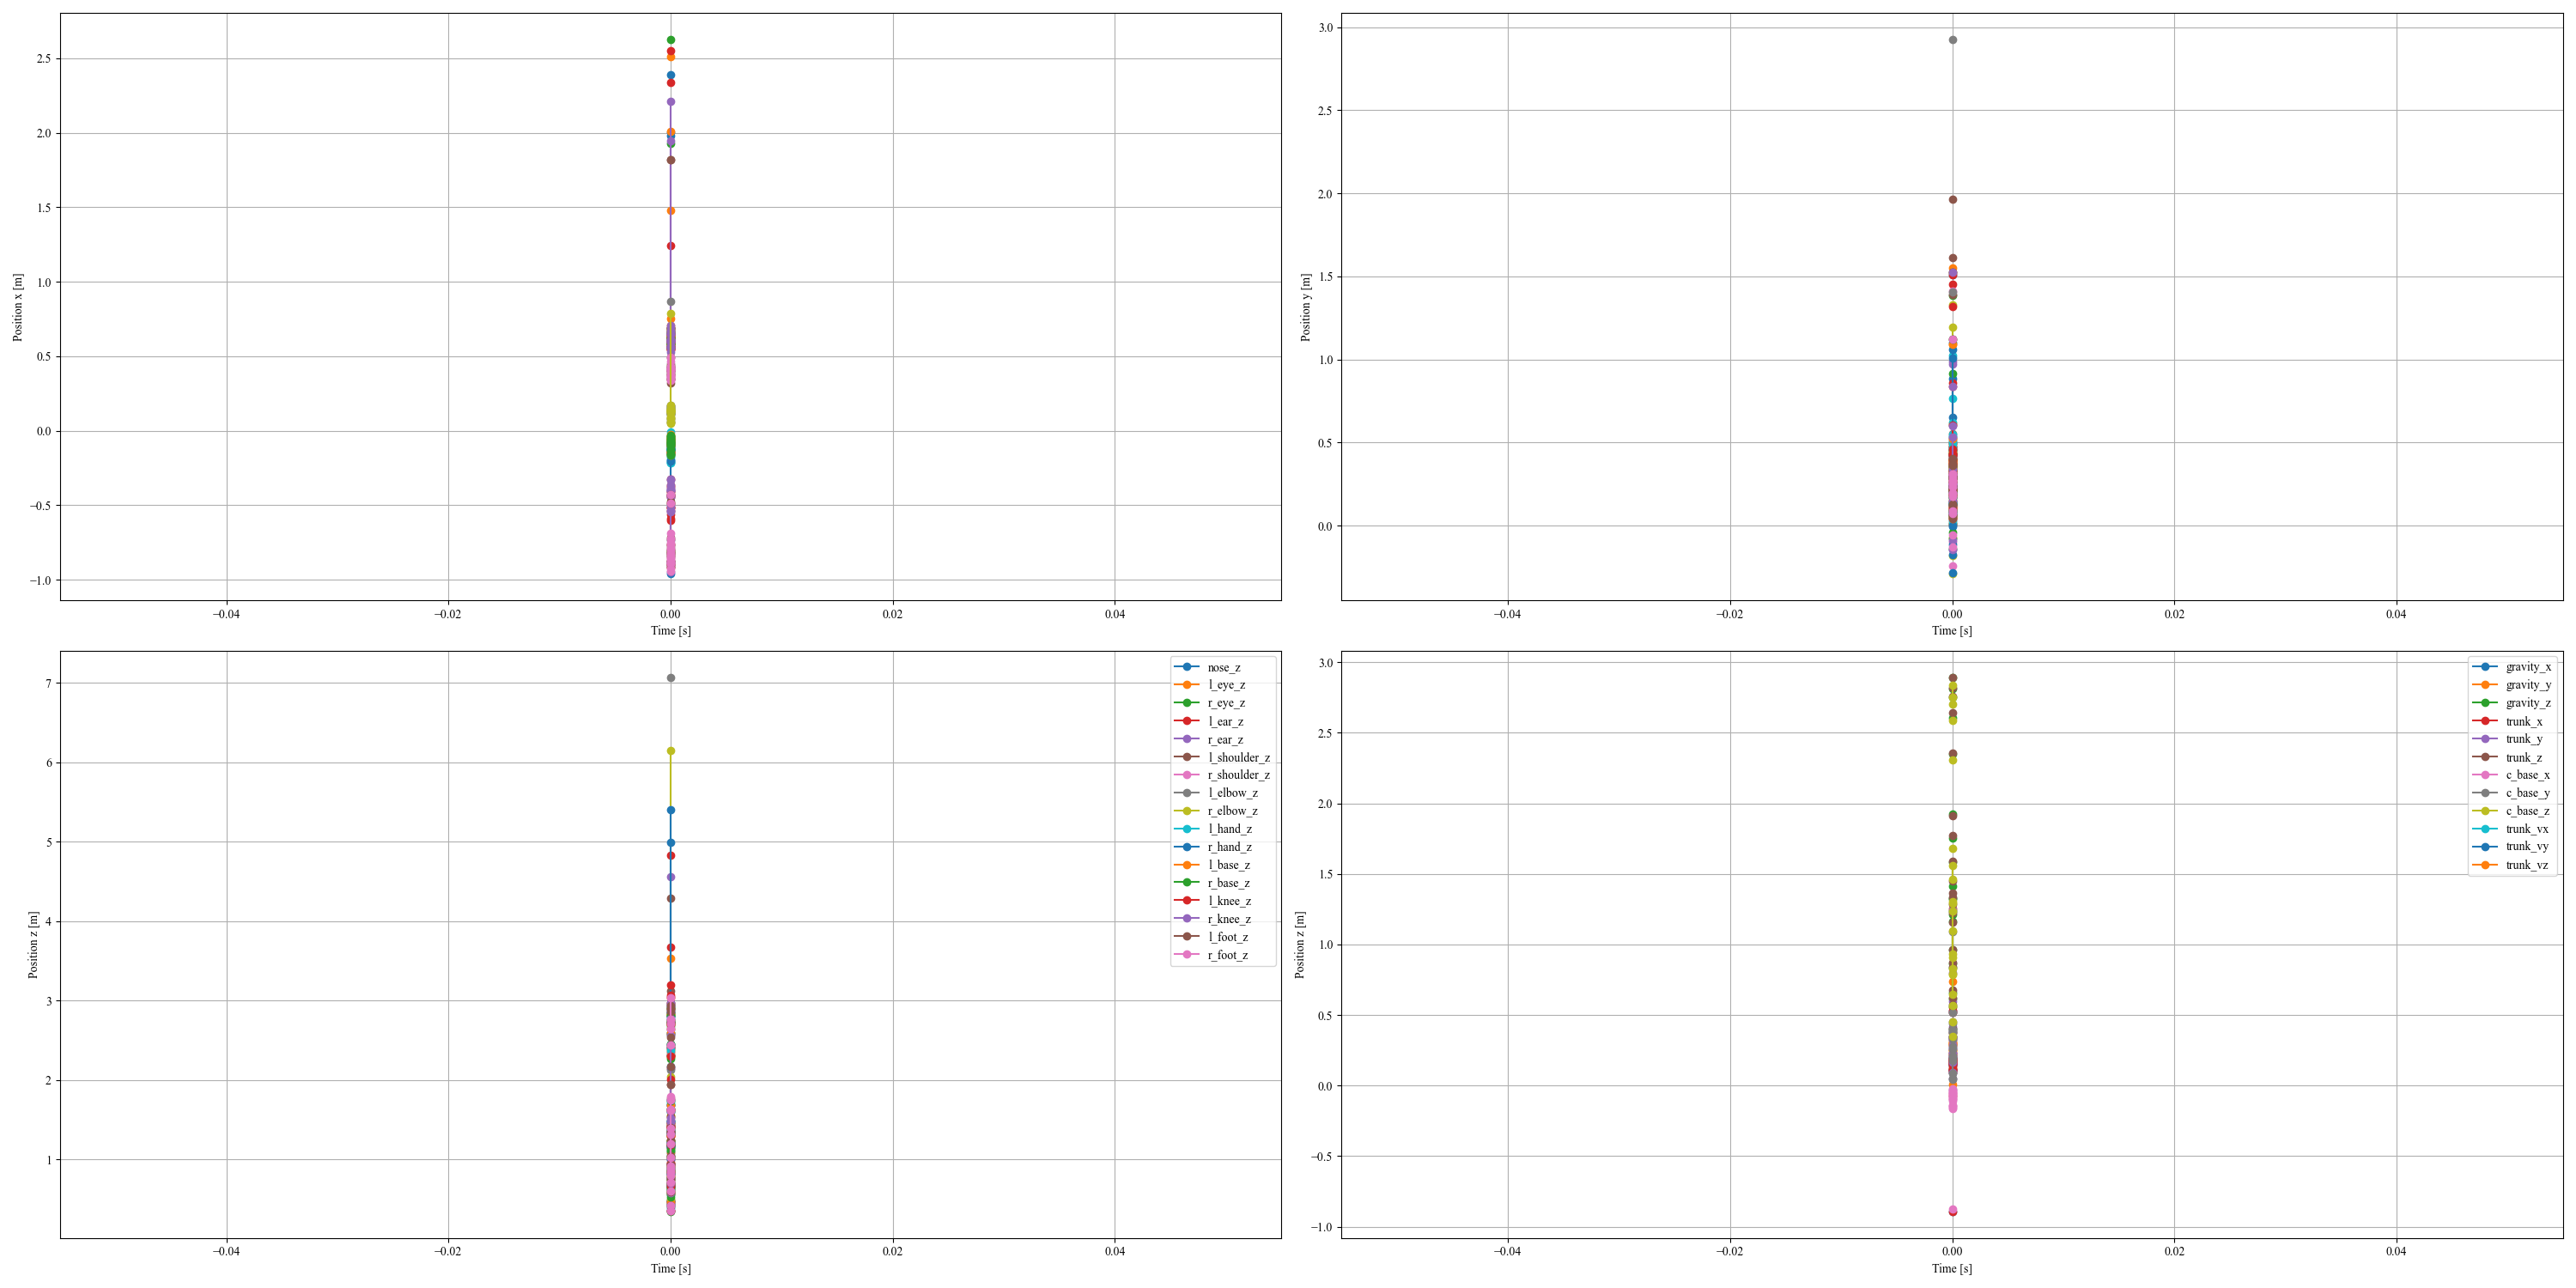 2.5
2.0
1.5
1.0
0.5
0.0
−0.5
−1.0
Position x [m]
−0.04
−0.02
0.00
0.02
0.04
Time [s]
3.0
2.5
2.0
1.5
1.0
0.5
0.0
Position y [m]
−0.04
−0.02
0.00
0.02
0.04
Time [s]
7
6
5
4
3
2
1
Position z [m]
nose_z
l_eye_z
r_eye_z
l_ear_z
r_ear_z
l_shoulder_z
r_shoulder_z
l_elbow_z
r_elbow_z
l_hand_z
r_hand_z
l_base_z
r_base_z
l_knee_z
r_knee_z
l_foot_z
r_foot_z
−0.04
−0.02
0.00
0.02
0.04
Time [s]
3.0
2.5
2.0
1.5
1.0
0.5
0.0
−0.5
−1.0
Position z [m]
gravity_x
gravity_y
gravity_z
trunk_x
trunk_y
trunk_z
c_base_x
c_base_y
c_base_z
trunk_vx
trunk_vy
trunk_vz
−0.04
−0.02
0.00
0.02
0.04
Time [s]